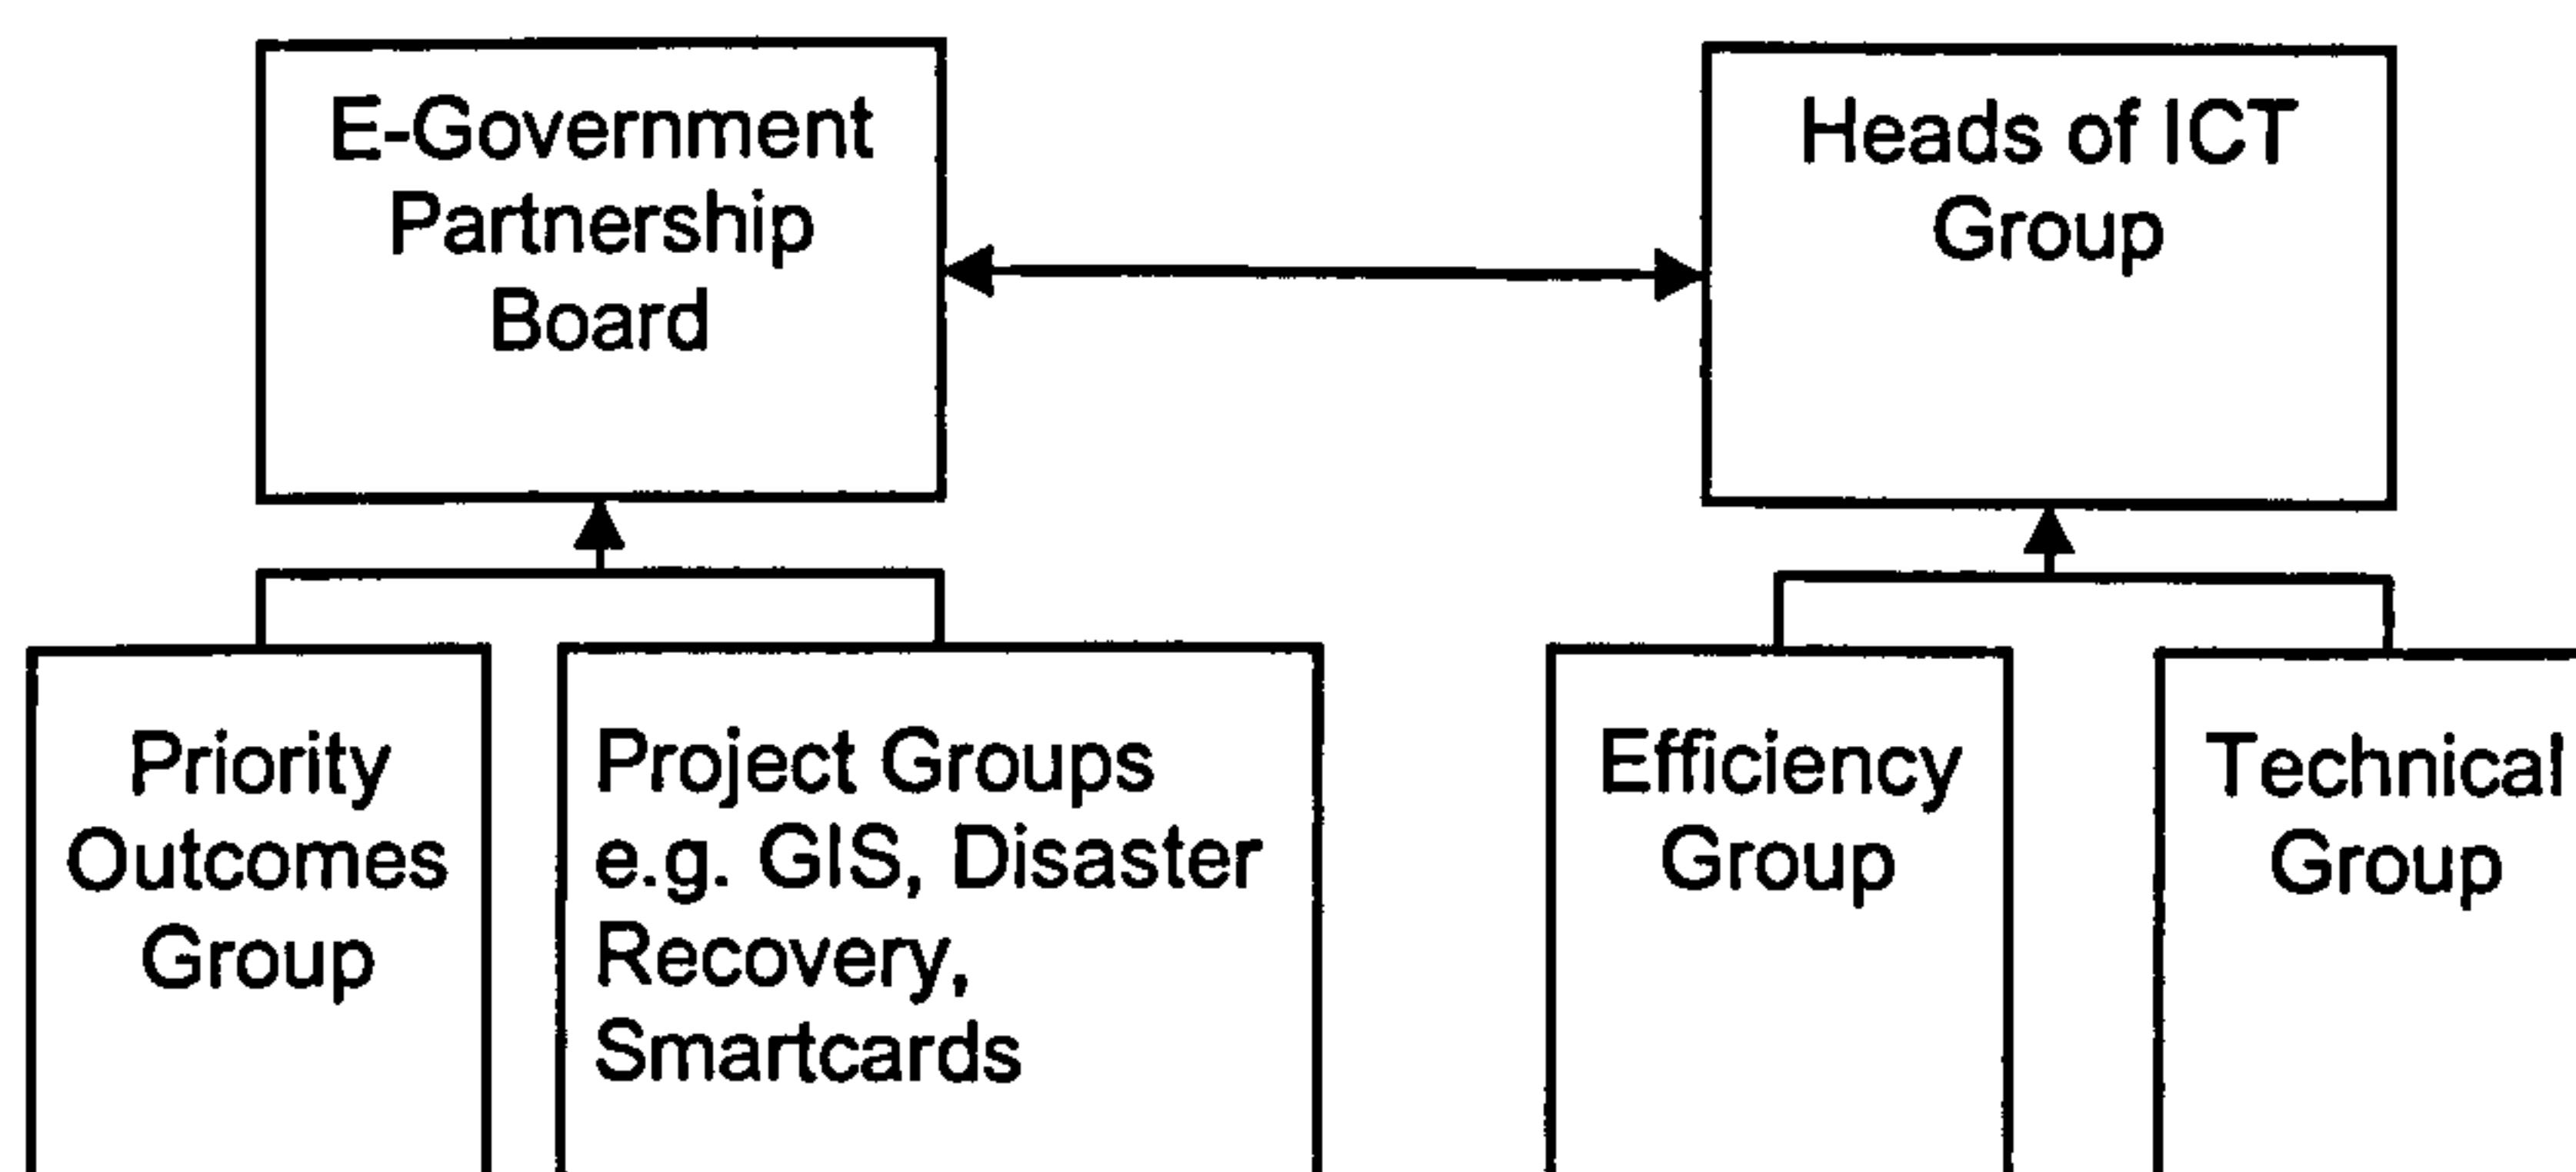 E-Government
Partnership
Board
Heads of ICT
Group
Priority
Outcomes
Group
Project Groups
e.g. GIS, Disaster
Recovery,
Smartcards
Efficiency
Group
Technical
Group